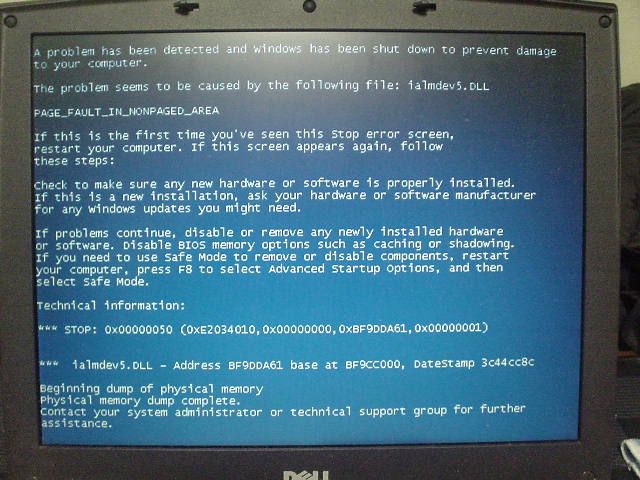 A problem has been detected and windows has been shut down to prevent damage
to your computer.
The problem seems to be caused by the following file: ialmdev5.DLL
PAGE_FAULT_IN_NONPAGED_AREA
If this is the first time you've seen this Stop error screen,
restart your computer. If this screen appears again, follow
these steps:
Check to make sure any new hardware or software is properly installed.
If this is a new installation, ask your hardware or software manufacturer
for any windows updates you might need.
If problems continue, disable or remove any newly installed hardware
or software. Disable BIOS memory options such as caching or shadowing.
If you need to use Safe Mode to remove or disable components, restart
your computer, press F8 to select Advanced Startup Options, and then
select Safe Mode.
Technical information:
*** STOP: 0x00000050 (0xE2034010,0x00000000,0xBF9DDA61,0x00000001)
*** ialmdev5.DLL - Address BF9DDA61 base at BF9CC000, DateStamp 3c44cc8c
Beginning dump of physical memory
Physical memory dump complete.
Contact your system administrator or technical support group for further
assistance.
DELL